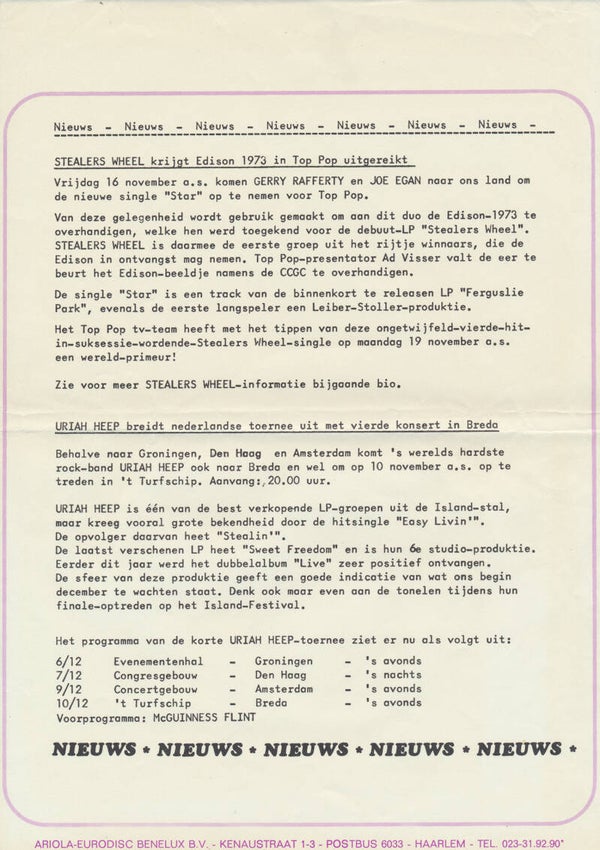 Nieuws - Nieuws - Nieuws - Nieuws - Nieuws - Nieuws - Nieuws -
STEALERS WHEEL krijgt Edison 1973 in Top Pop uitgereikt
Vrijdag 16 november a.s. komen GERRY RAFFERTY en JOE EGAN naar ons land om
de nieuwe single "Star" op te nemen voor Top Pop.
Van deze gelegenheid wordt gebruik gemaakt om aan dit duo de Edison-1973 te
overhandigen, welke hen werd toegekend voor de debuut-LP "Stealers Wheel".
STEALERS WHEEL is daarmee de eerste groep uit het rijtje winnaars, die de
Edison in ontvangst mag nemen. Top Pop-presentator Ad Visser valt de eer te
beurt het Edison-beeldje namens de CCGC te overhandigen.
De single "Star" is een track van de binnenkort te releasen LP "Ferguslie
Park", evenals de eerste langspeler een Leiber-Stoller-produktie.
Het Top Pop tv-team heeft met het tippen van deze ongetwijfeld-vierde-hit-
in-suksessie-wordende-Stealers Wheel-single op maandag 19 november a.s.
een wereld-primeur!
Zie voor meer STEALERS WHEEL-informatie bijgaande bio.
URIAH HEEP breidt nederlandse toernee uit met vierde konsert in Breda
Behalve naar Groningen, Den Haag en Amsterdam komt 's werelds hardste
rock-band URIAH HEEP ook naar Breda en wel om op 10 november a.s. op te
treden in 't Turfschip. Aanvang: 20.00 uur.
URIAH HEEP is één van de best verkopende LP-groepen uit de Island-stal,
maar kreeg vooral grote bekendheid door de hitsingle "Easy Livin'".
De opvolger daarvan heet "Stealin'".
De laatst verschenen LP heet "Sweet Freedom" en is hun 6e studio-produktie.
Eerder dit jaar werd het dubbelalbum "Live" zeer positief ontvangen.
De sfeer van deze produktie geeft een goede indicatie van wat ons begin
december te wachten staat. Denk ook maar even aan de tonelen tijdens hun
finale-optreden op het Island-Festival.
Het programma van de korte URIAH HEEP-toernee ziet er nu als volgt uit:
6/12 Evenementenhal - Groningen - 's avonds
7/12 Congresgebouw - Den Haag - 's nachts
9/12 Concertgebouw - Amsterdam - 's avonds
10/12 't Turfschip - Breda - 's avonds
Voorprogramma: McGUINNESS FLINT
NIEUWS * NIEUWS * NIEUWS * NIEUWS * NIEUWS *
ARIOLA-EURODISC BENELUX B.V. - KENAUSTRAAT 1-3 - POSTBUS 6033 - HAARLEM - TEL. 023-31.92.90*